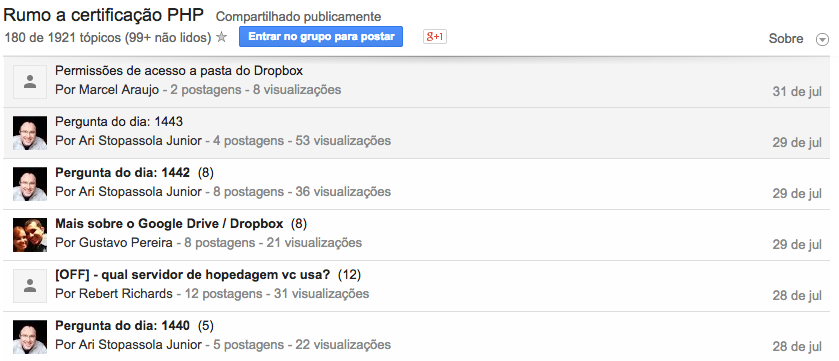 Rumo a certificação PHP Compartilhado publicamente
180 de 1921 tópicos (99+ não lidos) Entrar no grupo para postar g+1 Sobre
Permissões de acesso a pasta do Dropbox
Por Marcel Araujo - 2 postagens - 8 visualizações 31 de jul
Pergunta do dia: 1443
Por Ari Stopassola Junior - 4 postagens - 53 visualizações 29 de jul
Pergunta do dia: 1442 (8)
Por Ari Stopassola Junior - 8 postagens - 36 visualizações 29 de jul
Mais sobre o Google Drive / Dropbox (8)
Por Gustavo Pereira - 8 postagens - 21 visualizações 29 de jul
[OFF] - qual servidor de hopedagem vc usa? (12)
Por Rebert Richards - 12 postagens - 31 visualizações 28 de jul
Pergunta do dia: 1440 (5)
Por Ari Stopassola Junior - 5 postagens - 22 visualizações 28 de jul